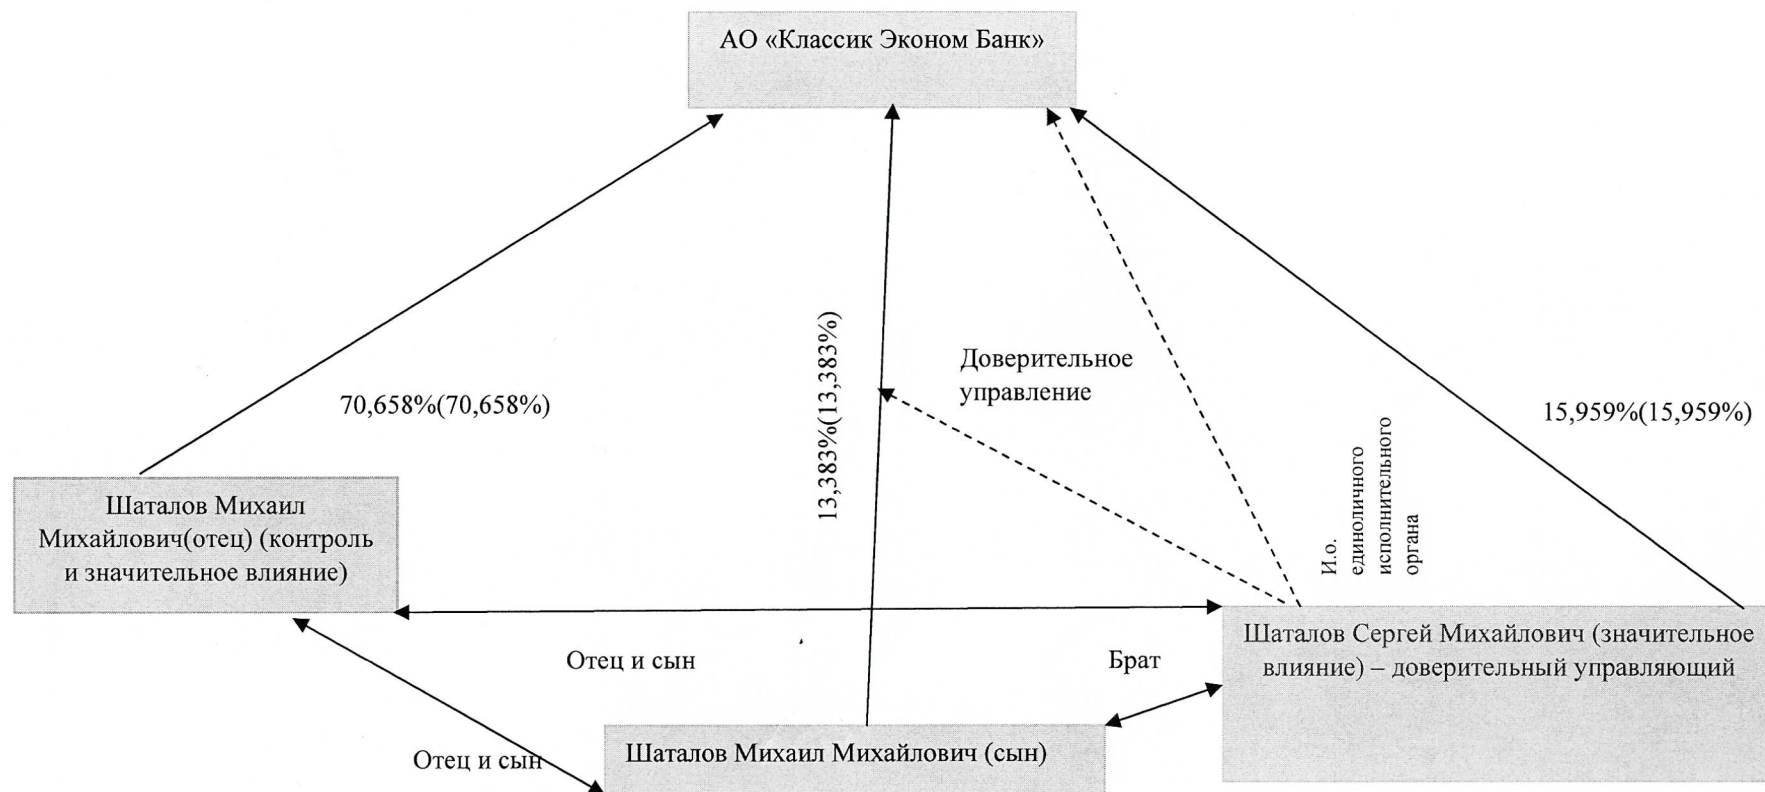 АО «Классик Эконом Банк»
Доверительное
управление
13,383%(13,383%)
70,658%(70,658%)
15,959%(15,959%)
И.о.
единоличного
исполнительного
органа
Шаталов Михаил
Михайлович(отец) (контроль
и значительное влияние)
Шаталов Сергей Михайлович (значительное
влияние) – доверительный управляющий
Отец и сын
Брат
Шаталов Михаил Михайлович (сын)
Отец и сын